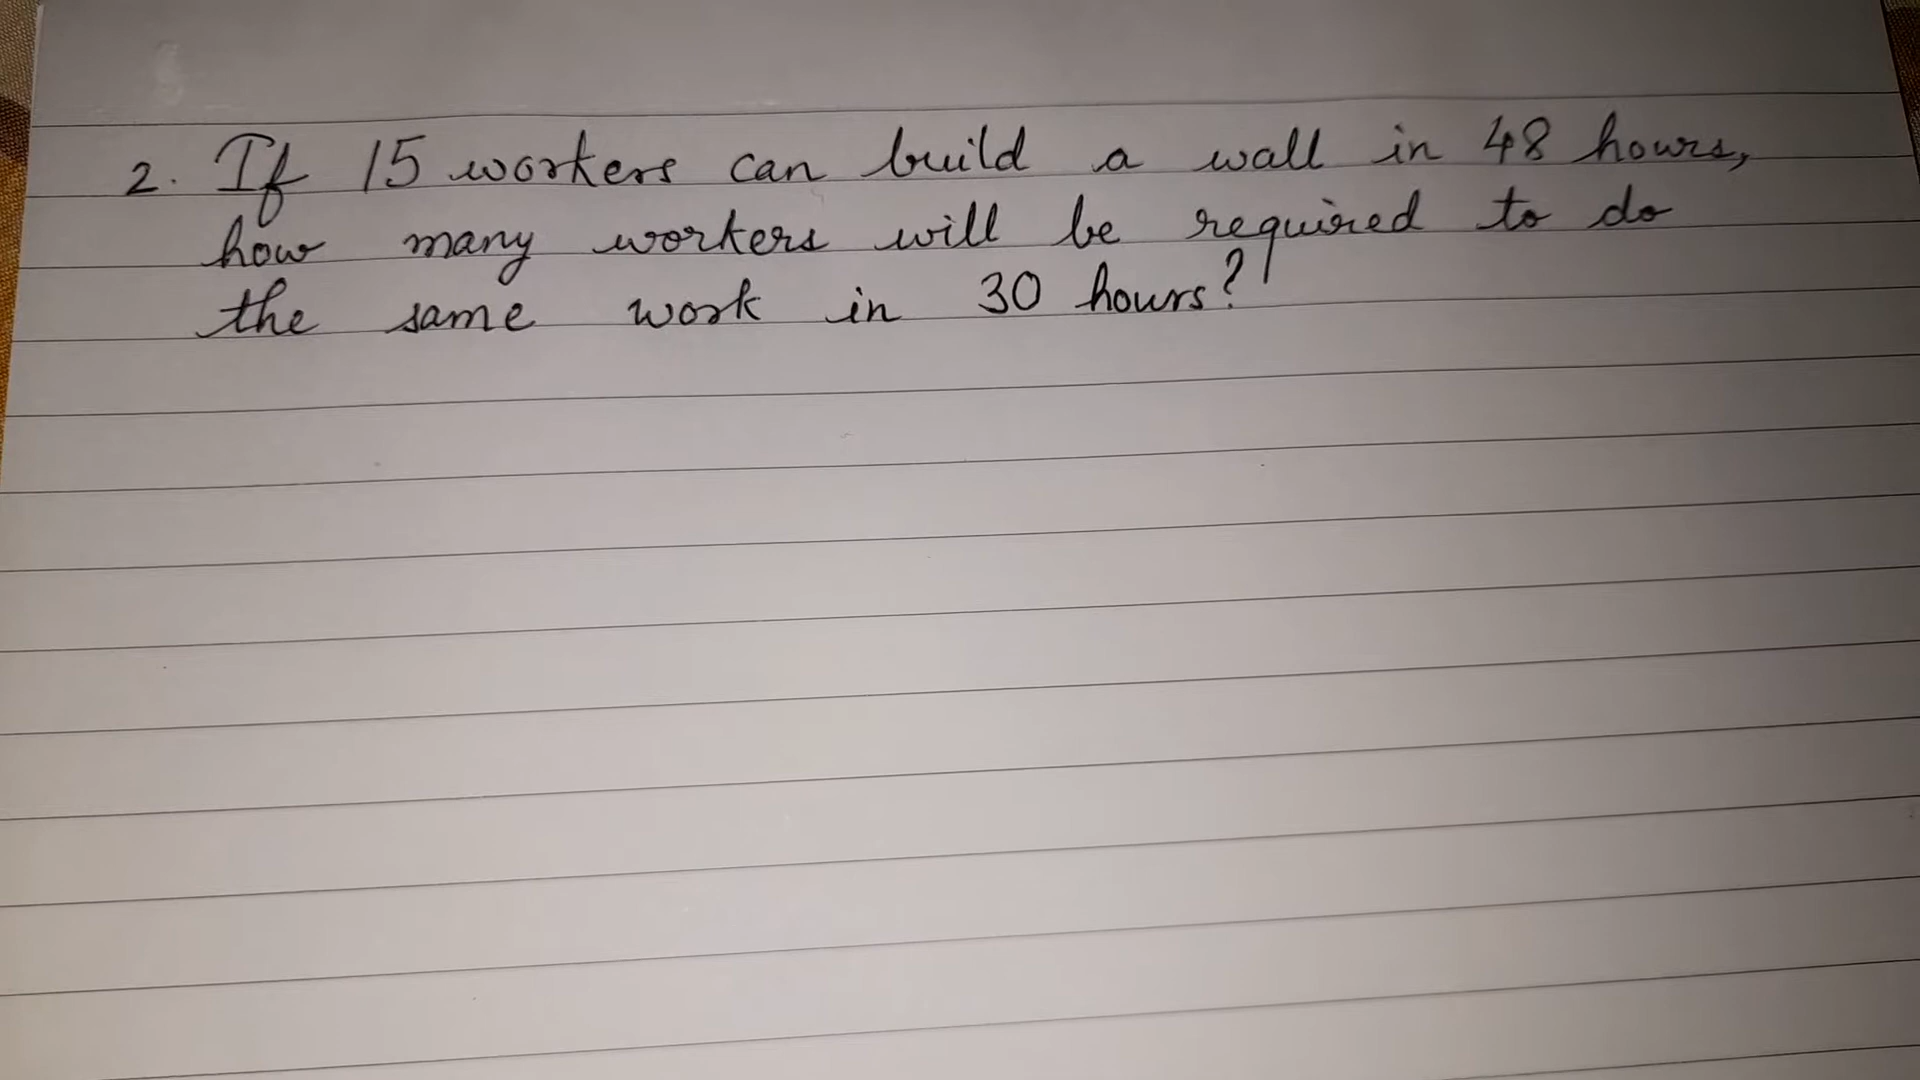 2. If 15 workers can build a wall in 48 hours,
how many workers will be required to do
the same work in 30 hours?